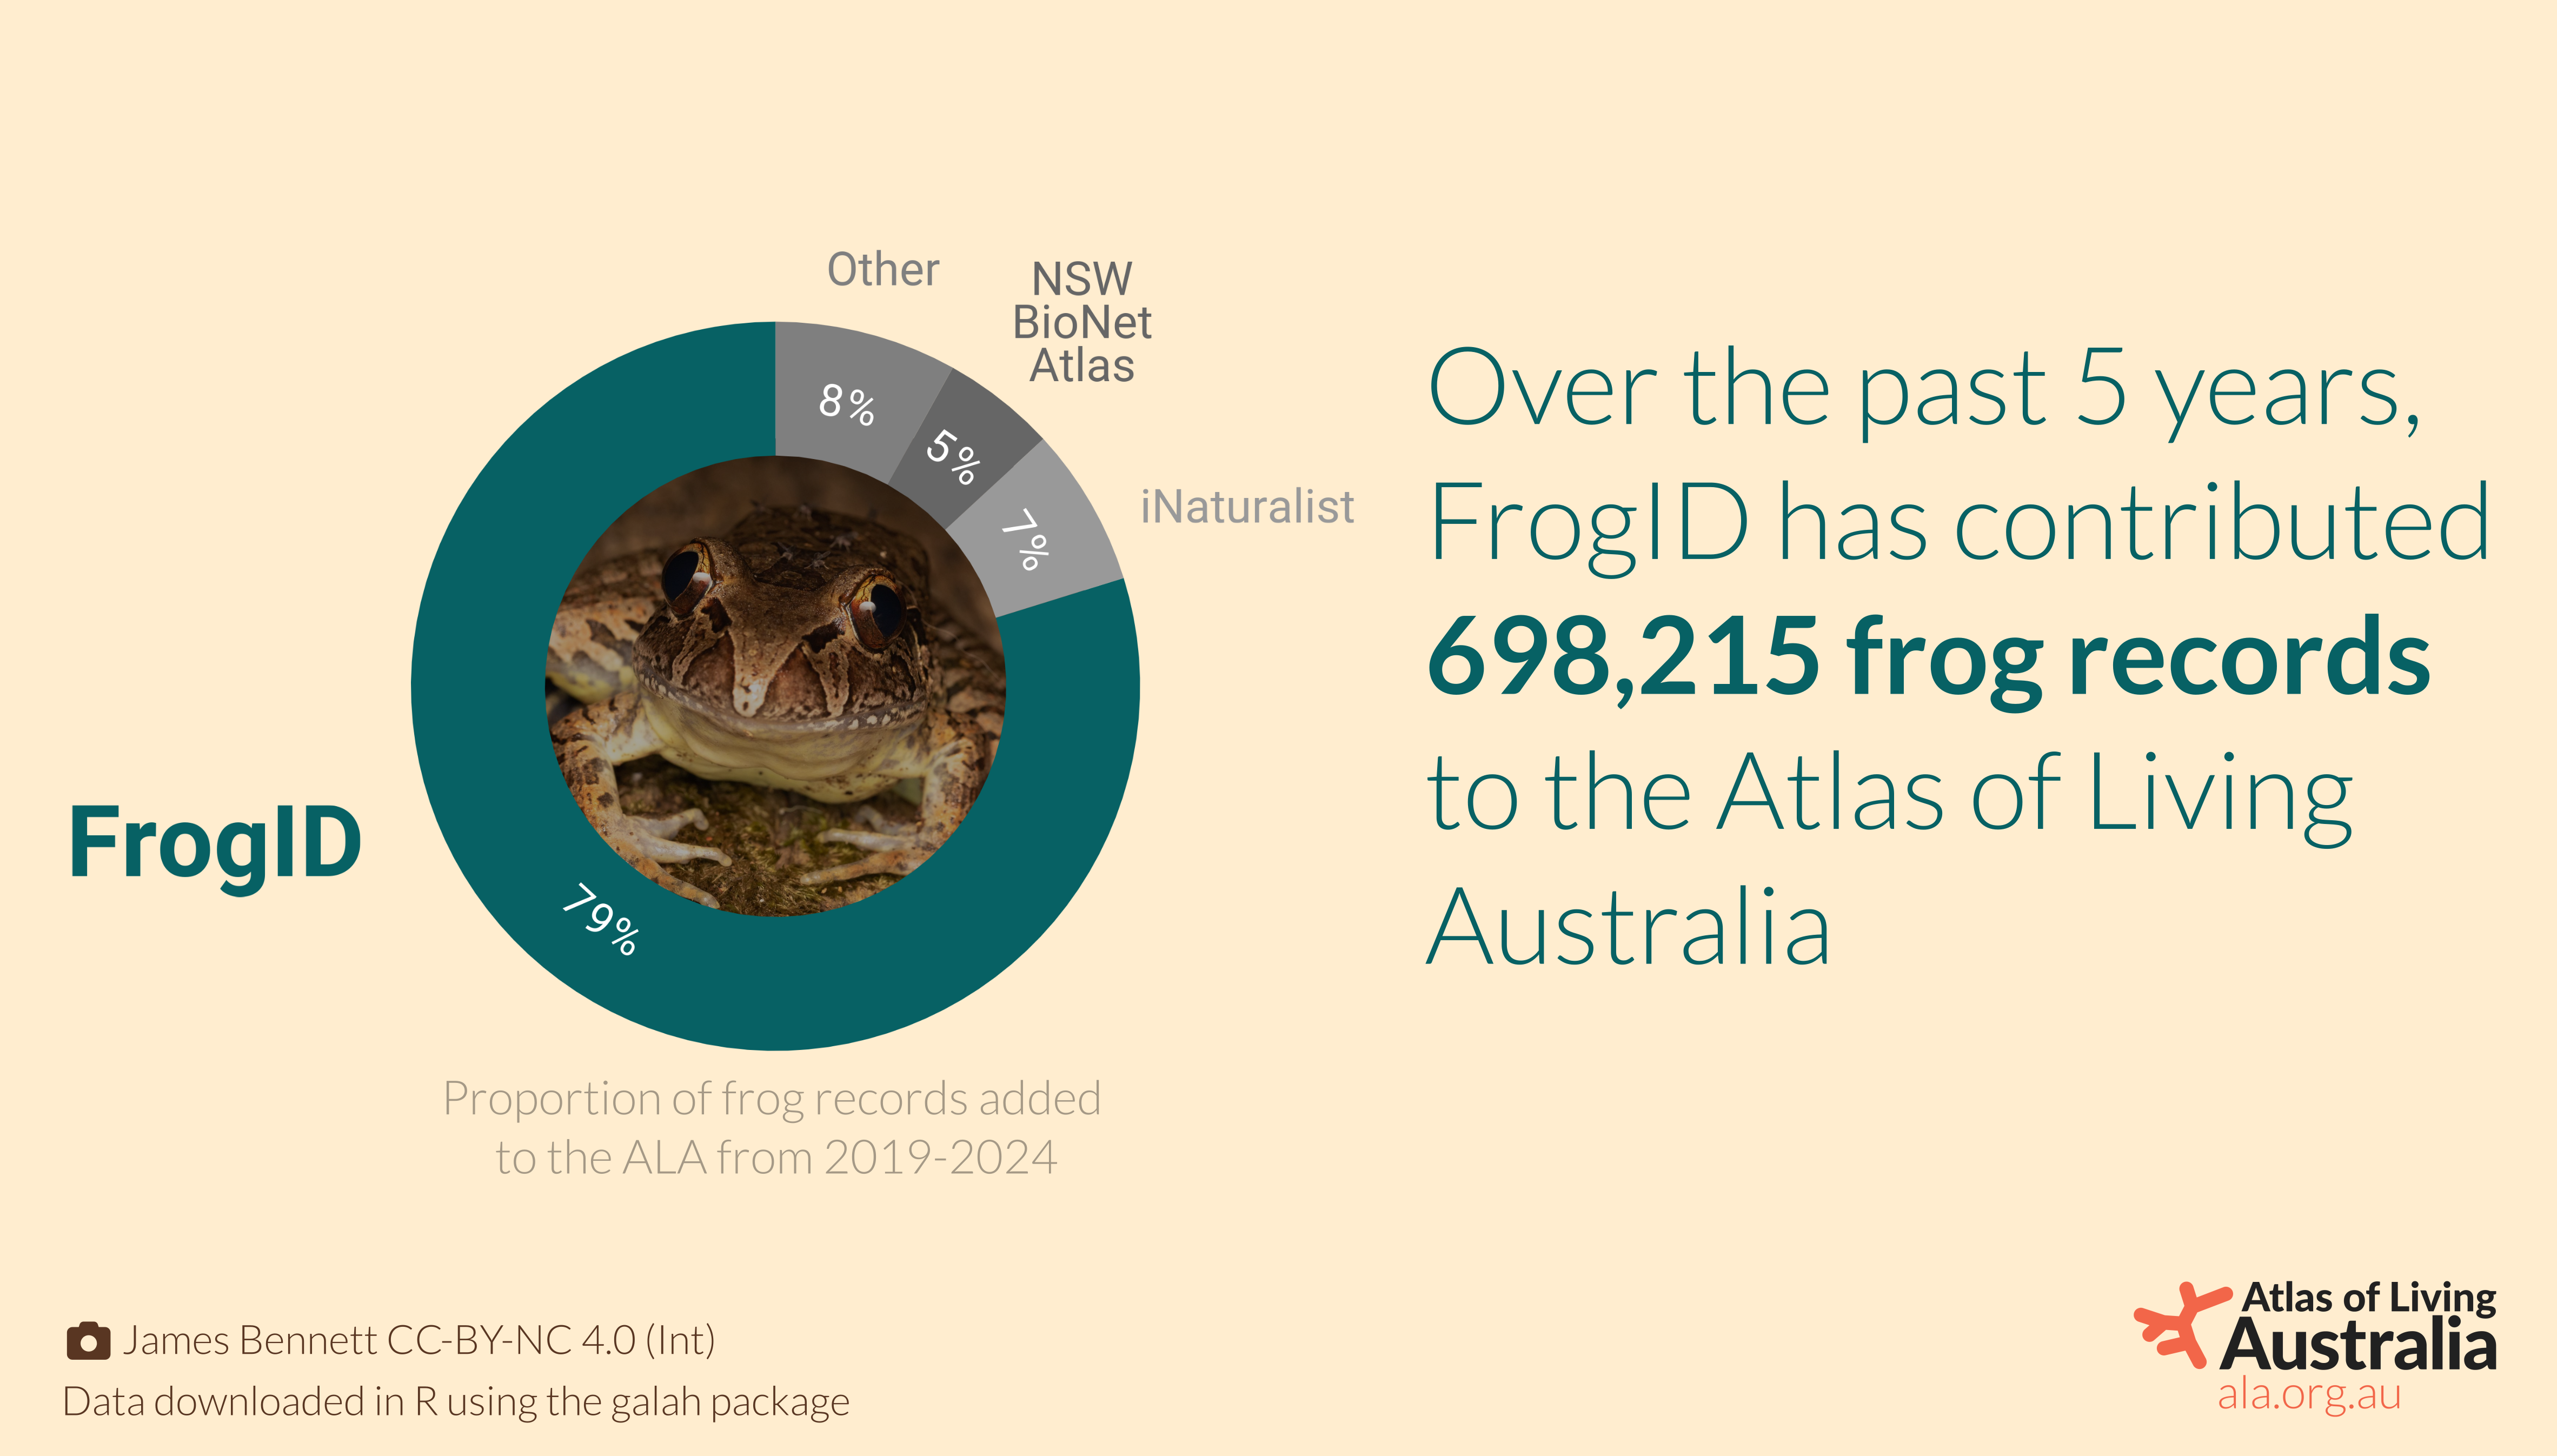 Other
NSW
BioNet
Atlas
8%
5%
7%
iNaturalist
FrogID
79%
Proportion of frog records added
to the ALA from 2019-2024
Over the past 5 years,
FrogID has contributed
698,215 frog records
to the Atlas of Living
Australia
James Bennett CC-BY-NC 4.0 (Int)
Data downloaded in R using the galah package
Atlas of Living
Australia
ala.org.au